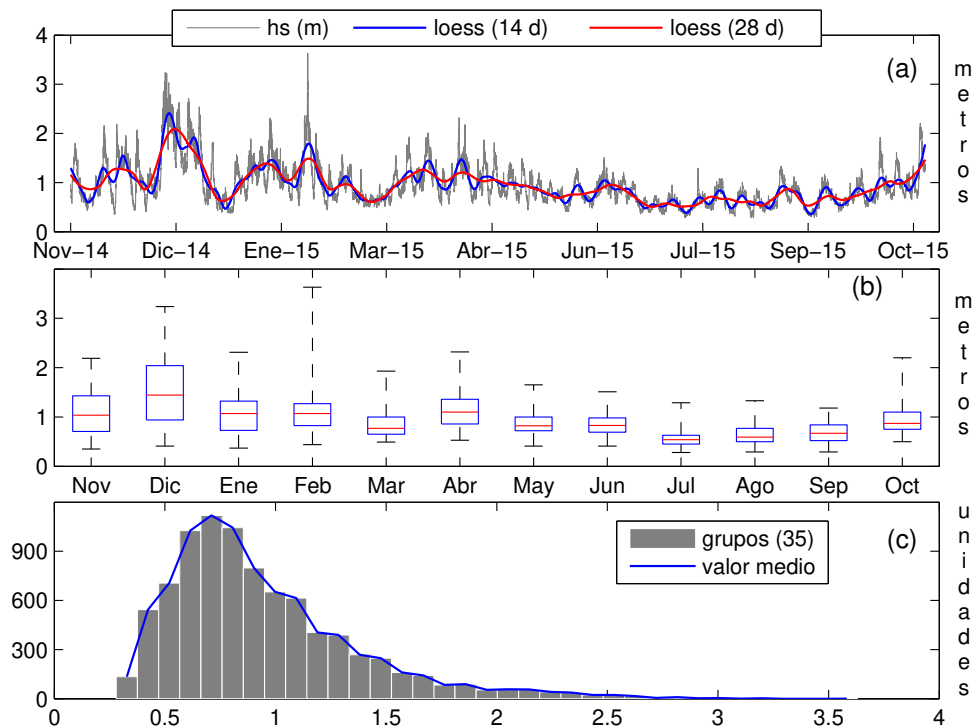 hs (m) loess (14 d) loess (28 d)
(a)
4
3
2
1
0
metros
Nov−14 Dic−14 Ene−15 Mar−15 Abr−15 Jun−15 Jul−15 Sep−15 Oct−15
(b)
3
2
1
0
metros
Nov Dic Ene Feb Mar Abr May Jun Jul Ago Sep Oct
(c)
grupos (35)
valor medio
900
600
300
0
unidades
0 0.5 1 1.5 2 2.5 3 3.5 4